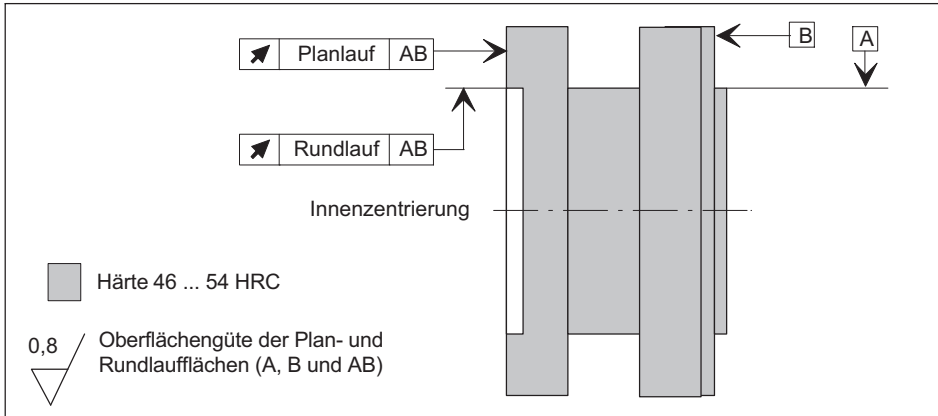 Planlauf AB
B
A
Rundlauf AB
Innenzentrierung
Härte 46 ... 54 HRC
0,8
Oberflächengüte der Plan- und
Rundlaufflächen (A, B und AB)